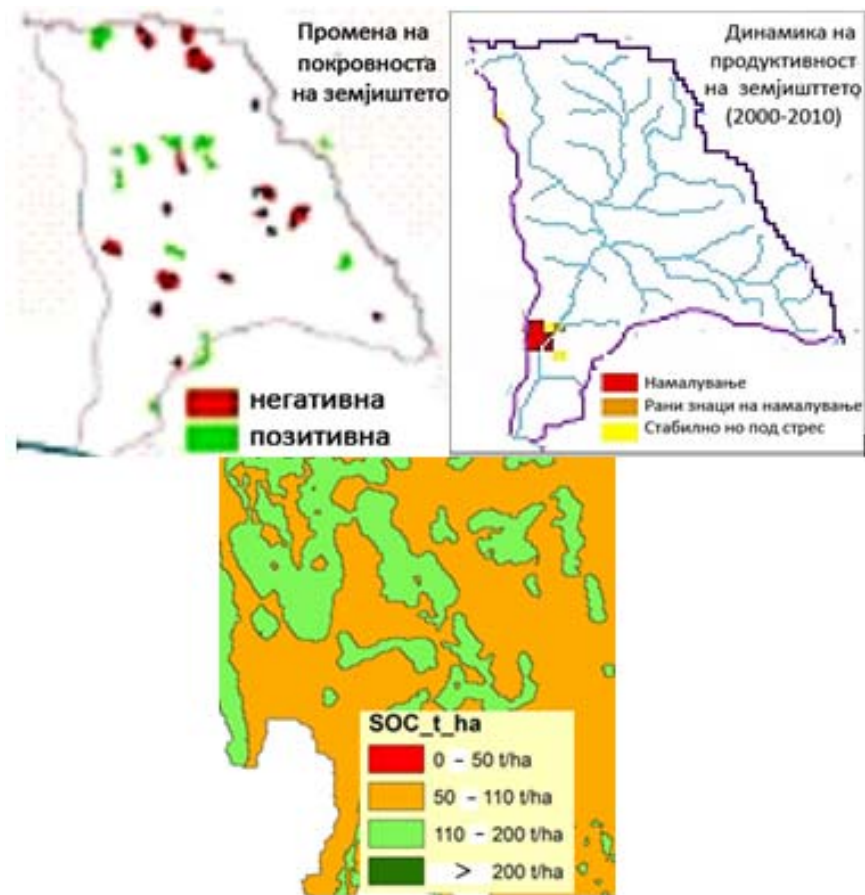 Промена на
покровноста
на земјиштето
негативна
позитивна
Динамика на
продуктивност
на земјишттето
(2000-2010)
Намалување
Рани знаци на намалување
Стабилно но под стрес
SOC_t_ha
0 – 50 t/ha
50 – 110 t/ha
110 – 200 t/ha
> 200 t/ha